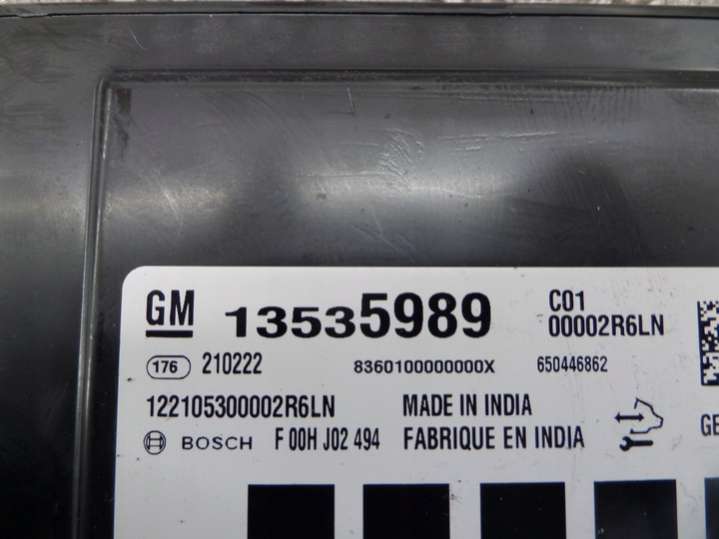 GM 13535989 C01
00002R6LN
176 210222 8360100000000X 650446862
122105300002R6LN MADE IN INDIA
BOSCH F 00H J02 494 FABRIQUE EN INDIA